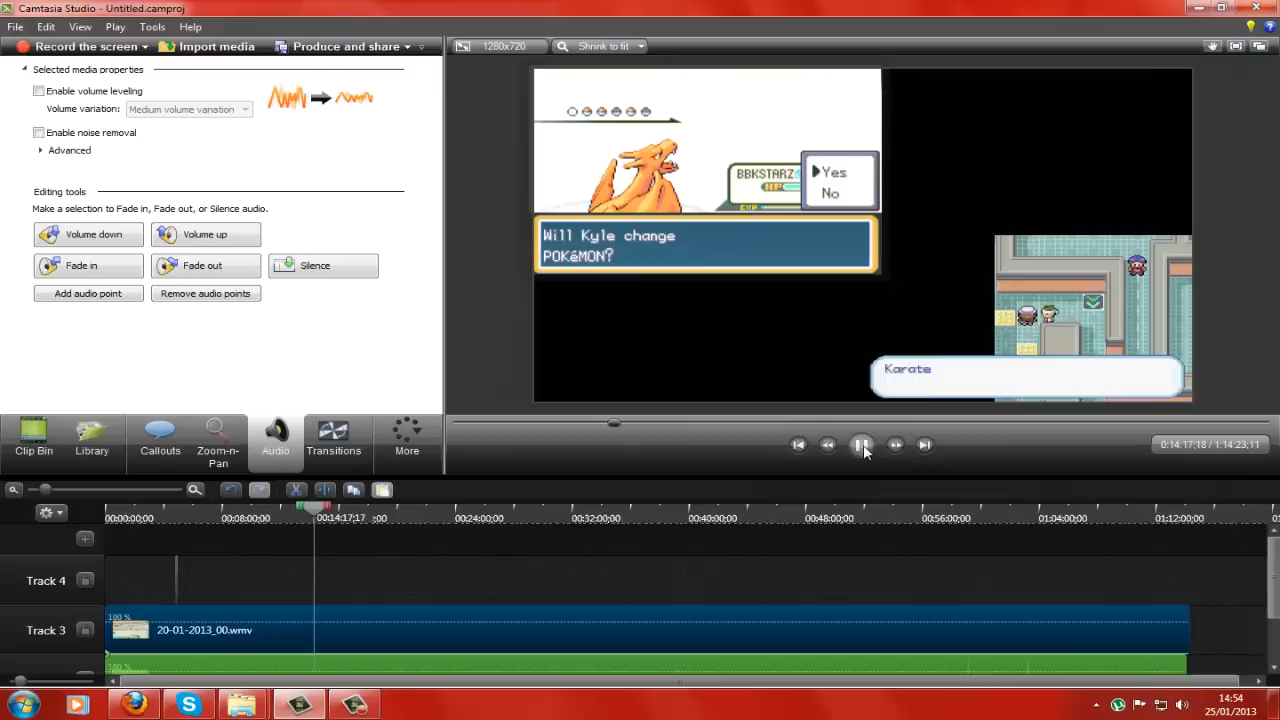 Camtasia Studio - Untitled.camproj
File Edit View Play Tools Help
Record the screen Import media Produce and share
1280x720 Shrink to fit
Selected media properties
Enable volume leveling
Volume variation: Medium volume variation
Enable noise removal
Advanced
Editing tools
Make a selection to Fade in, Fade out, or Silence audio.
Volume down Volume up
Fade in Fade out Silence
Add audio point Remove audio points
BBKSTARZ
HP
EXP
Yes
No
Will Kyle change
POKéMON?
Karate
Clip Bin Library Callouts Zoom-n-Pan Audio Transitions More
0:14:17;18 / 1:14:23;11
00:00:00;00 00:08:00;00 00:14:17;17 ;00 00:24:00;00 00:32:00;00 00:40:00;00 00:48:00;00 00:56:00;00 01:04:00;00 01:12:00;00
Track 4
100 %
Track 3 20-01-2013_00.wmv
100 %
14:54
25/01/2013